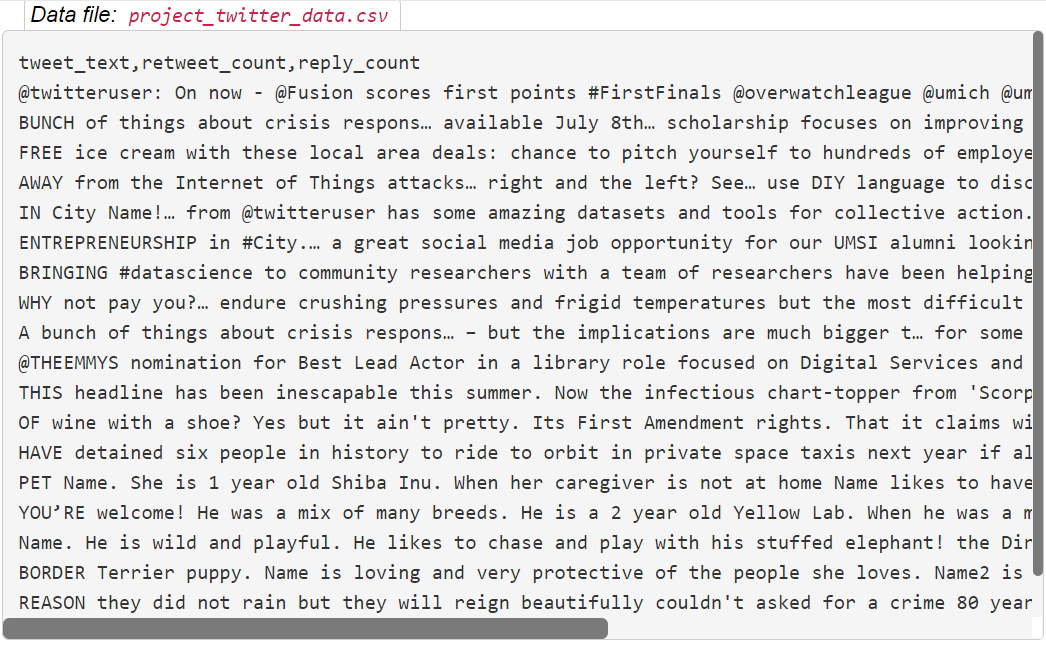 Data file: project_twitter_data.csv
tweet_text,retweet_count,reply_count
@twitteruser: On now - @Fusion scores first points #FirstFinals @overwatchleague @umich @um
BUNCH of things about crisis respons… available July 8th… scholarship focuses on improving
FREE ice cream with these local area deals: chance to pitch yourself to hundreds of employe
AWAY from the Internet of Things attacks… right and the left? See… use DIY language to disc
IN City Name!… from @twitteruser has some amazing datasets and tools for collective action.
ENTREPRENEURSHIP in #City.… a great social media job opportunity for our UMSI alumni lookin
BRINGING #datascience to community researchers with a team of researchers have been helping
WHY not pay you?… endure crushing pressures and frigid temperatures but the most difficult
A bunch of things about crisis respons… – but the implications are much bigger t… for some
@THEEMMYS nomination for Best Lead Actor in a library role focused on Digital Services and
THIS headline has been inescapable this summer. Now the infectious chart-topper from 'Scorp
OF wine with a shoe? Yes but it ain't pretty. Its First Amendment rights. That it claims wi
HAVE detained six people in history to ride to orbit in private space taxis next year if al
PET Name. She is 1 year old Shiba Inu. When her caregiver is not at home Name likes to have
YOU’RE welcome! He was a mix of many breeds. He is a 2 year old Yellow Lab. When he was a m
Name. He is wild and playful. He likes to chase and play with his stuffed elephant! the Dir
BORDER Terrier puppy. Name is loving and very protective of the people she loves. Name2 is
REASON they did not rain but they will reign beautifully couldn't asked for a crime 80 year